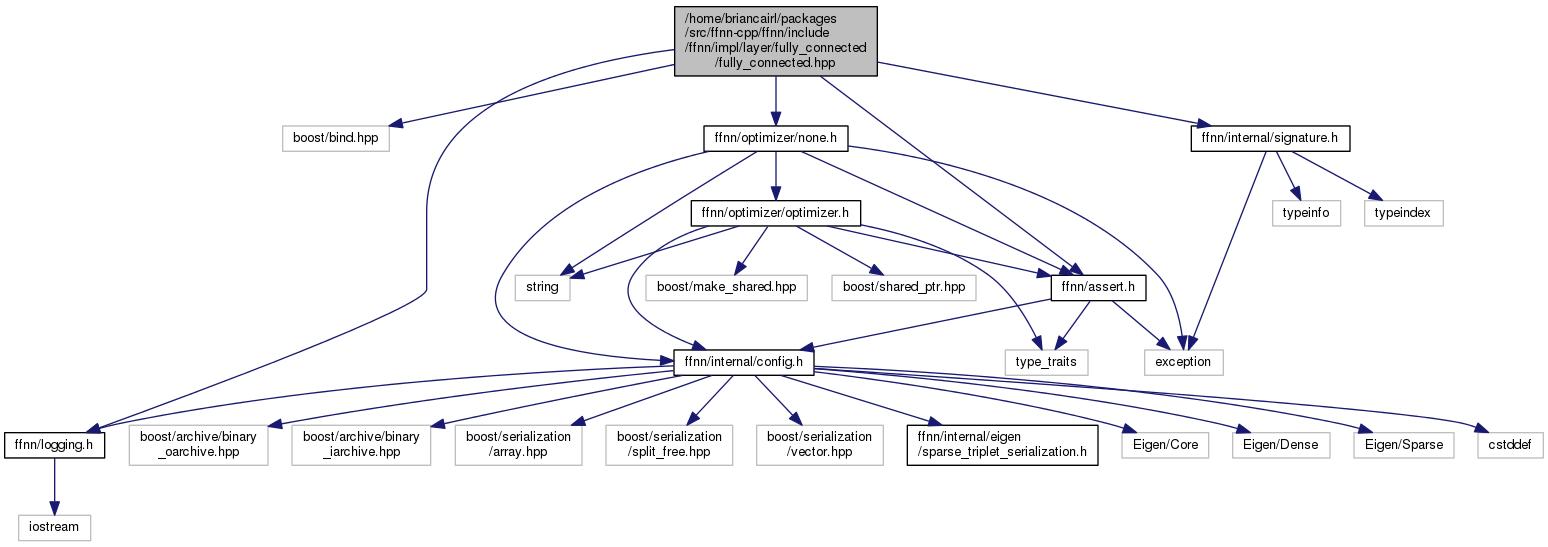 /home/briancairl/packages
/src/ffnn-cpp/ffnn/include
/ffnn/impl/layer/fully_connected
/fully_connected.hpp
boost/bind.hpp
ffnn/optimizer/none.h
ffnn/internal/signature.h
ffnn/optimizer/optimizer.h
typeinfo
typeindex
string
boost/make_shared.hpp
boost/shared_ptr.hpp
ffnn/assert.h
ffnn/internal/config.h
type_traits
exception
ffnn/logging.h
boost/archive/binary
_oarchive.hpp
boost/archive/binary
_iarchive.hpp
boost/serialization
/array.hpp
boost/serialization
/split_free.hpp
boost/serialization
/vector.hpp
ffnn/internal/eigen
/sparse_triplet_serialization.h
Eigen/Core
Eigen/Dense
Eigen/Sparse
cstddef
iostream